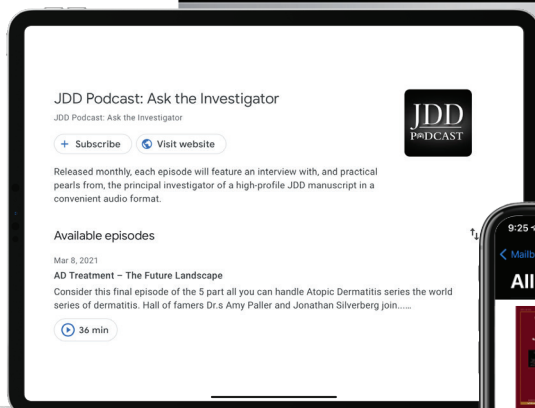 JDD Podcast: Ask the Investigator
JDD Podcast: Ask the Investigator
+ Subscribe
Visit website
JDD
PODCAST
Released monthly, each episode will feature an interview with, and practical
pearls from, the principal investigator of a high-profile JDD manuscript in a
convenient audio format.
Available episodes
Mar 8, 2021
AD Treatment – The Future Landscape
Consider this final episode of the 5 part all you can handle Atopic Dermatitis series the world
series of dermatitis. Hall of famers Dr.s Amy Paller and Jonathan Silverberg join......
36 min
9:25
Mailb
All